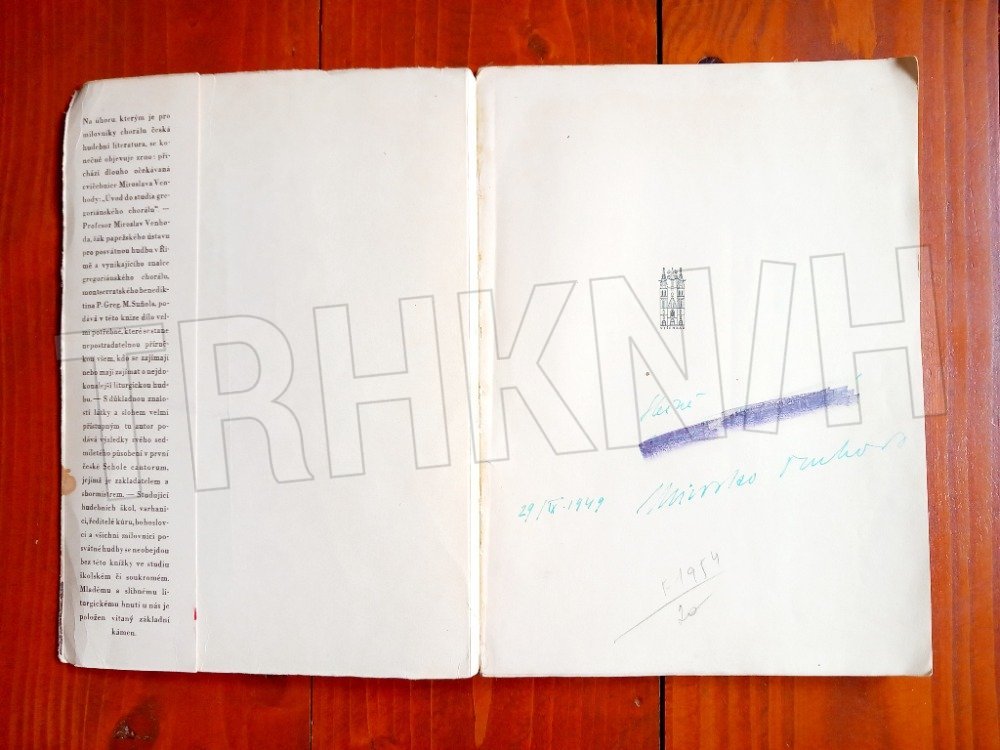 Na úhoru, kterým je pro
milovníky chorálu česká
hudební literatura, se ko-
nečně objevuje zrno: při-
chází dlouho očekávaná
cvičebnice Miroslava Ven-
hody: „Úvod do studia gre-
goriánského chorálu" —
Profesor Miroslav Venho-
da, žák papežského ústavu
pro posvátnou hudbu v Ří-
mě a vynikajícího znalce
gregoriánského chorálu,
montserratského benedik-
tina P. Greg. M. Suñola, po-
dává v této knize dílo vel-
mi potřebné, které se stane
nepostradatelnou příruč-
kou všem, kdo se zajímají
nebo mají zajímat o nejdo-
konalejší liturgickou hud-
bu. — S důkladnou znalo-
stí látky a slohem velmi
přístupným tu autor po-
dává výsledky svého sed-
miletého působení v první
české Schole cantorum,
jejímž je zakladatelem a
sbormistrem. — Studující
hudebních škol, varhaní-
ci, ředitelé kůru, bohoslov-
ci a všichni milovníci po-
svátné hudby se neobejdou
bez této knížky ve studiu
školském či soukromém.
Mladému a slibnému li-
turgickému hnutí u nás je
položen vítaný základní
kámen.
TRHKNIH
Miroslav Venhoda
29/IX-1949
1954
20